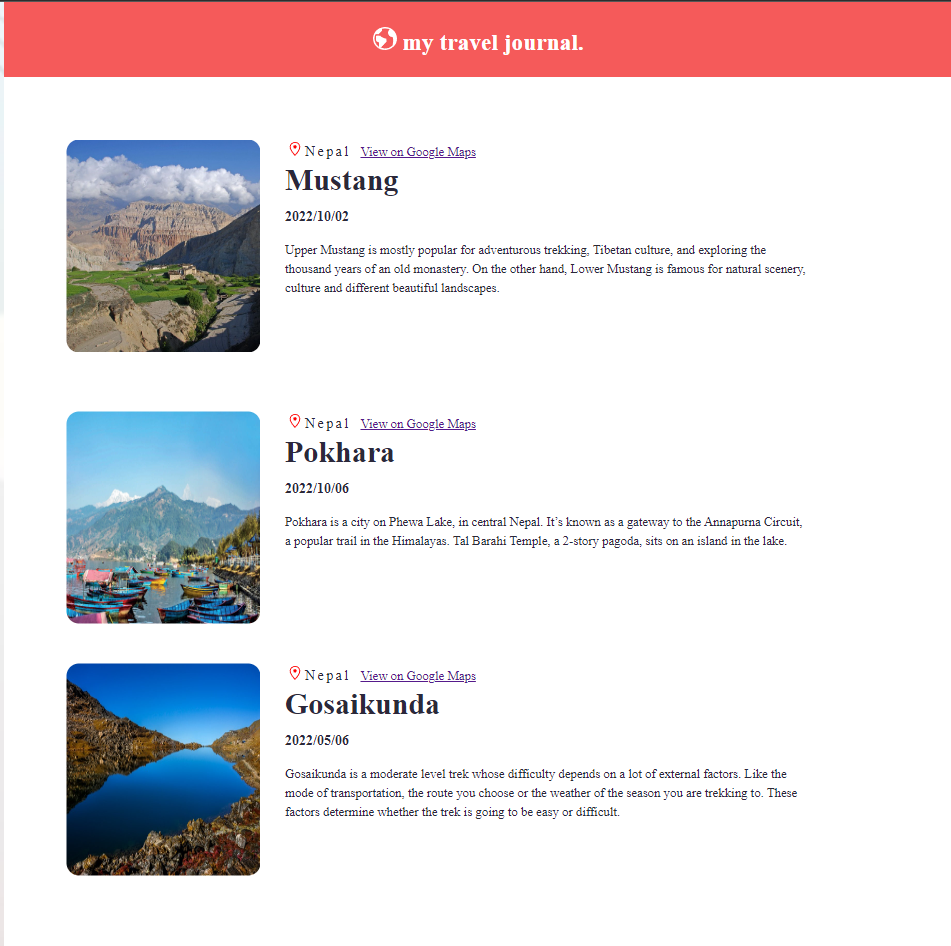 my travel journal.
Nepal View on Google Maps
Mustang
2022/10/02
Upper Mustang is mostly popular for adventurous trekking, Tibetan culture, and exploring the
thousand years of an old monastery. On the other hand, Lower Mustang is famous for natural scenery,
culture and different beautiful landscapes.
Nepal View on Google Maps
Pokhara
2022/10/06
Pokhara is a city on Phewa Lake, in central Nepal. It’s known as a gateway to the Annapurna Circuit,
a popular trail in the Himalayas. Tal Barahi Temple, a 2-story pagoda, sits on an island in the lake.
Nepal View on Google Maps
Gosaikunda
2022/05/06
Gosaikunda is a moderate level trek whose difficulty depends on a lot of external factors. Like the
mode of transportation, the route you choose or the weather of the season you are trekking to. These
factors determine whether the trek is going to be easy or difficult.